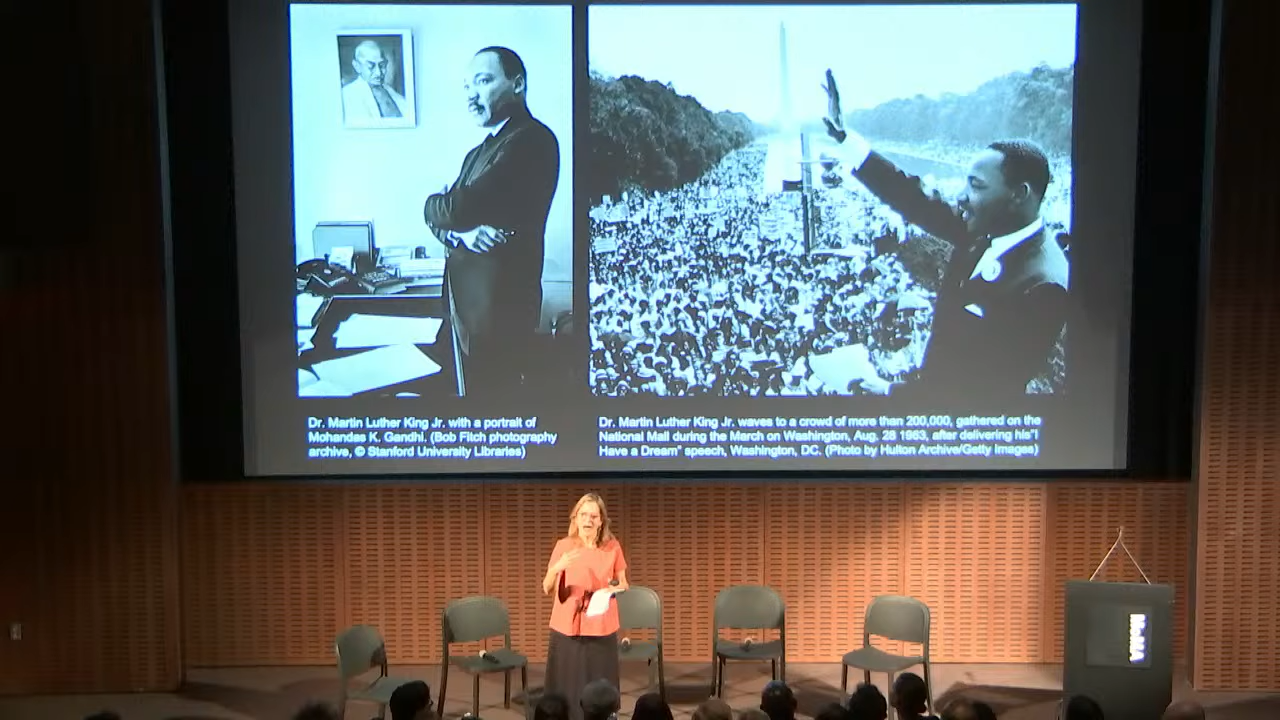 Dr. Martin Luther King Jr. with a portrait of
Mohandas K. Gandhi. (Bob Fitch photography
archive, © Stanford University Libraries)
Dr. Martin Luther King Jr. waves to a crowd of more than 200,000, gathered on the
National Mall during the March on Washington, Aug. 28 1963, after delivering his"I
Have a Dream" speech, Washington, DC. (Photo by Hulton Archive/Getty Images)
MoMA